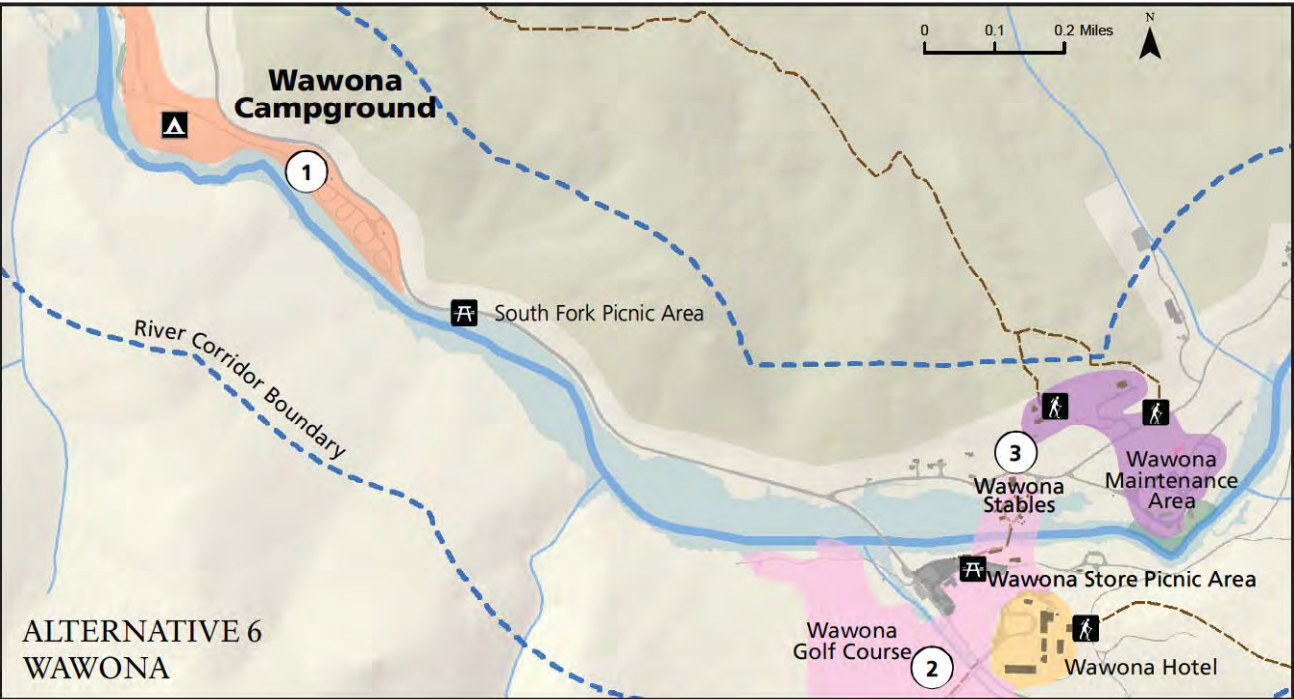 0 0.1 0.2 Miles
N
Wawona
Campground
1
South Fork Picnic Area
River Corridor Boundary
3
Wawona
Stables
Wawona
Maintenance
Area
Wawona Store Picnic Area
Wawona
Golf Course
2
Wawona Hotel
ALTERNATIVE 6
WAWONA